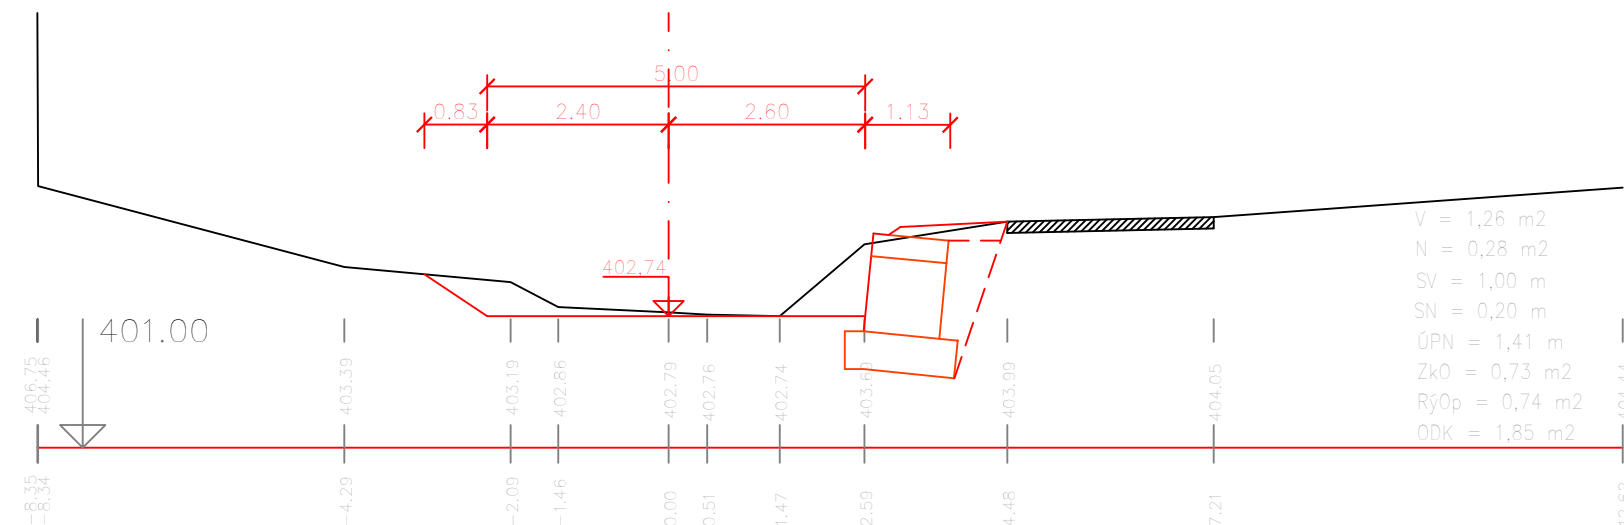 5.00
0.83 2.40 2.60 1.13
402,74
401.00
V = 1,26 m2
N = 0,28 m2
SV = 1,00 m
SN = 0,20 m
ÚPN = 1,41 m
ZkO = 0,73 m2
RýOp = 0,74 m2
ODK = 1,85 m2
406.75
404.46
403.39
403.19
402.86
402.79
402.76
402.74
403.69
403.99
404.05
404.44
-8.35
-8.34
-4.29
-2.09
-1.46
0.00
0.51
1.47
2.59
4.48
7.21